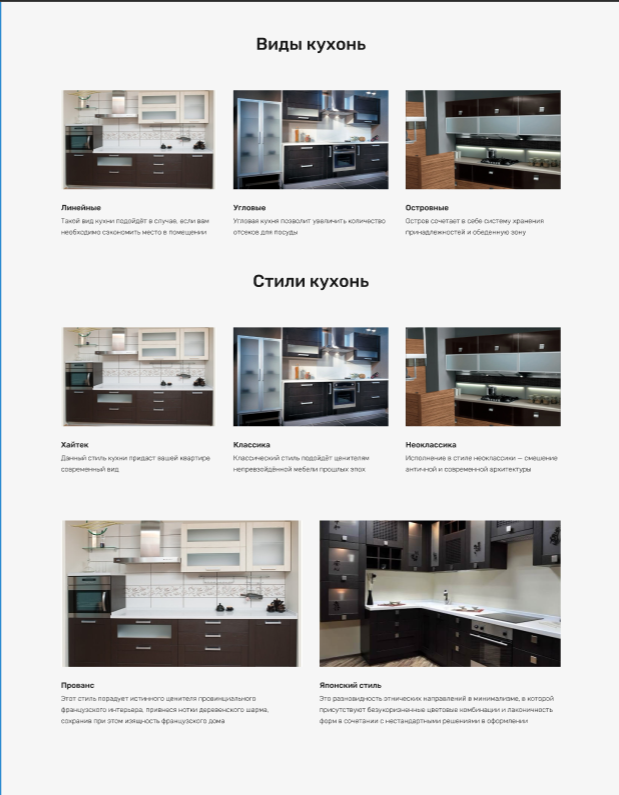 Виды кухонь
Линейные
Угловые
Островные
Такой вид кухни подойдёт в случае, если вам
необходимо сэкономить место в помещении
Угловая кухня позволит увеличить количество
отсеков для посуды
Остров сочетает в себе систему хранения
принадлежностей и обеденную зону
Стили кухонь
Хайтек
Классика
Неоклассика
Данный стиль кухни придаст вашей квартире
современный вид
Классический стиль подойдёт ценителям
непревзойдённой мебели прошлых эпох
Исполнение в стиле неоклассики — смешение
античной и современной архитектуры
Прованс
Японский стиль
Этот стиль порадует истинного ценителя провинциального
французского интерьера, привнеся нотки деревенского шарма,
сохранив при этом изящность французского дома
Это разновидность этнических направлений в минимализме, в которой
присутствуют безукоризненные цветовые комбинации и лаконичность
форм в сочетании с нестандартными решениями в оформлении